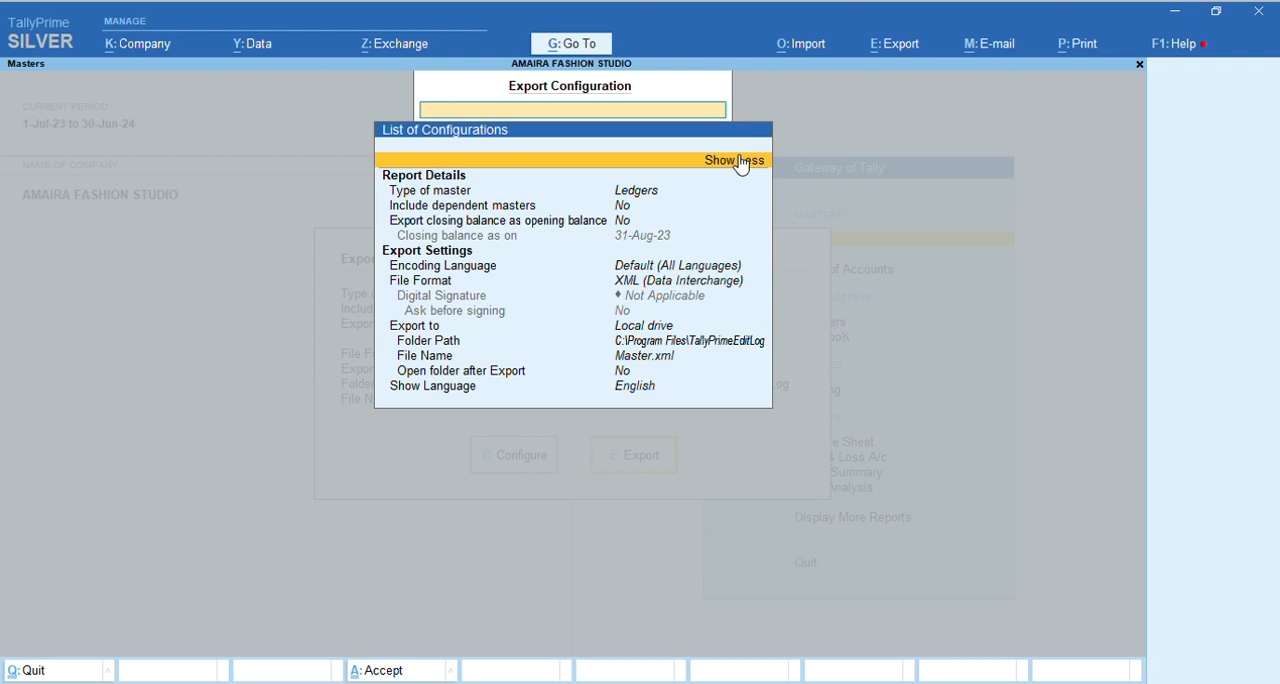 TallyPrime
SILVER
MANAGE
K: Company
Y: Data
Z: Exchange
G: Go To
O: Import
E: Export
M: E-mail
P: Print
F1: Help
Masters
AMAIRA FASHION STUDIO
Export Configuration
List of Configurations
Show Less
Report Details
Type of master Ledgers
Include dependent masters No
Export closing balance as opening balance No
Closing balance as on 31-Aug-23
Export Settings
Encoding Language Default (All Languages)
File Format XML (Data Interchange)
Digital Signature ♦ Not Applicable
Ask before signing No
Export to Local drive
Folder Path C:\Program Files\TallyPrimeEditLog
File Name Master.xml
Open folder after Export No
Show Language English
CURRENT PERIOD
1-Jul-23 to 30-Jun-24
NAME OF COMPANY
AMAIRA FASHION STUDIO
Gateway of Tally
MASTERS
of Accounts
Balance Sheet
& Loss A/c
Summary
Analysis
Display More Reports
Quit
C: Configure
E: Export
Q: Quit
A: Accept